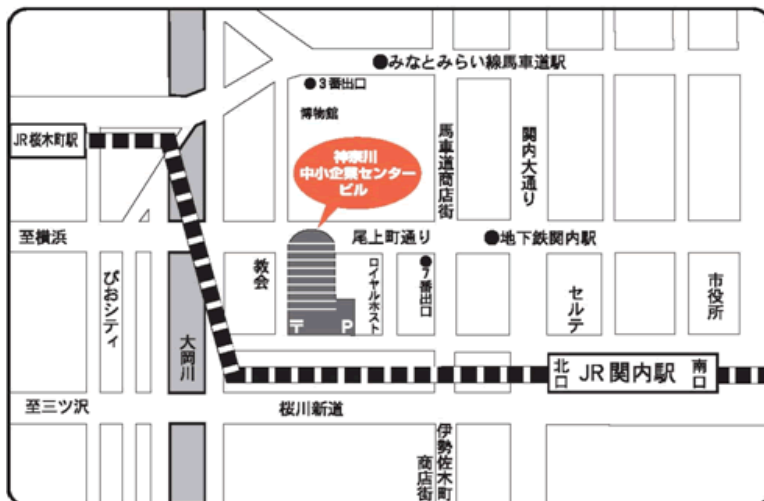 ●みなとみらい線馬車道駅
●3番出口
博物館
JR桜木町駅
神奈川
中小企業センター
ビル
馬車道商店街
関内大通り
至横浜
尾上町通り
●地下鉄関内駅
ぴおシティ
大岡川
教会
ロイヤルホスト
●7番出口
セルテ
市役所
〒
P
北口
JR関内駅
南口
至三ツ沢
桜川新道
伊勢佐木町
商店街